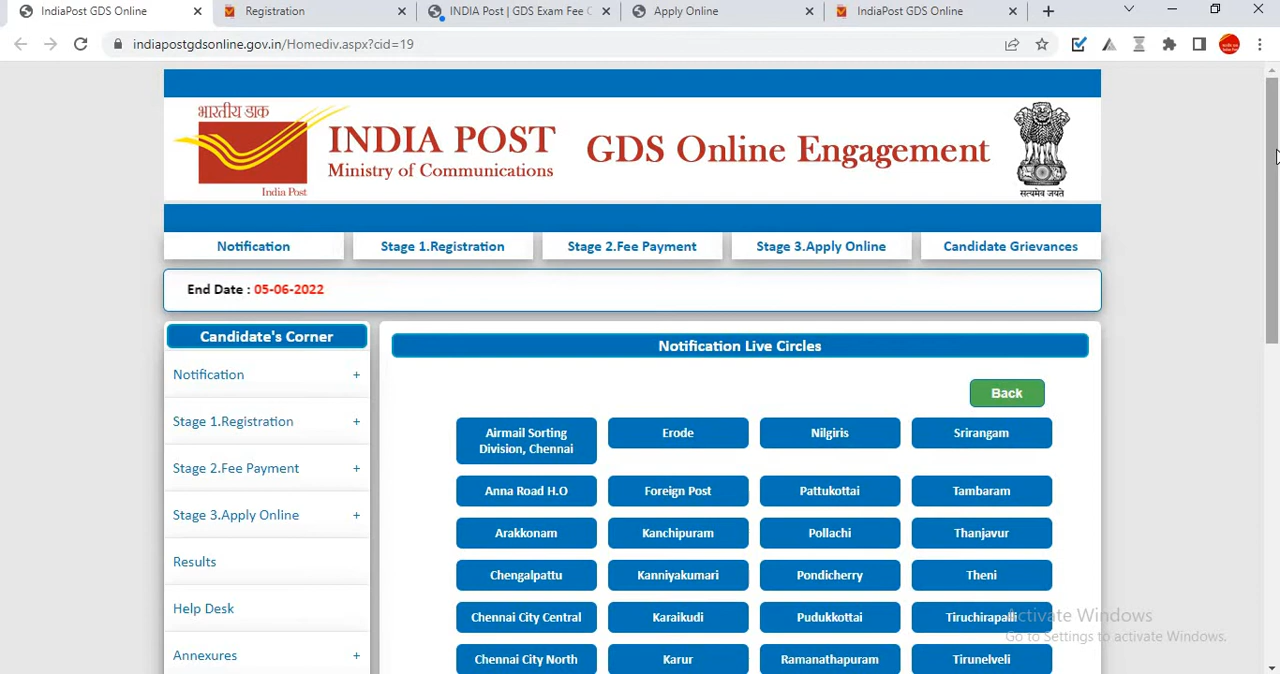 IndiaPost GDS Online
Registration
INDIA Post | GDS Exam Fee C
Apply Online
IndiaPost GDS Online
indiapostgdsonline.gov.in/Homediv.aspx?cid=19
भारतीय डाक
India Post
INDIA POST
Ministry of Communications
GDS Online Engagement
सत्यमेव जयते
Notification
Stage 1.Registration
Stage 2.Fee Payment
Stage 3.Apply Online
Candidate Grievances
End Date : 05-06-2022
Candidate's Corner
Notification +
Stage 1.Registration +
Stage 2.Fee Payment +
Stage 3.Apply Online +
Results
Help Desk
Annexures +
Notification Live Circles
Back
Airmail Sorting
Division, Chennai
Erode
Nilgiris
Srirangam
Anna Road H.O
Foreign Post
Pattukottai
Tambaram
Arakkonam
Kanchipuram
Pollachi
Thanjavur
Chengalpattu
Kanniyakumari
Pondicherry
Theni
Chennai City Central
Karaikudi
Pudukkottai
Tiruchirapalli
Chennai City North
Karur
Ramanathapuram
Tirunelveli
Activate Windows
Go to Settings to activate Windows.